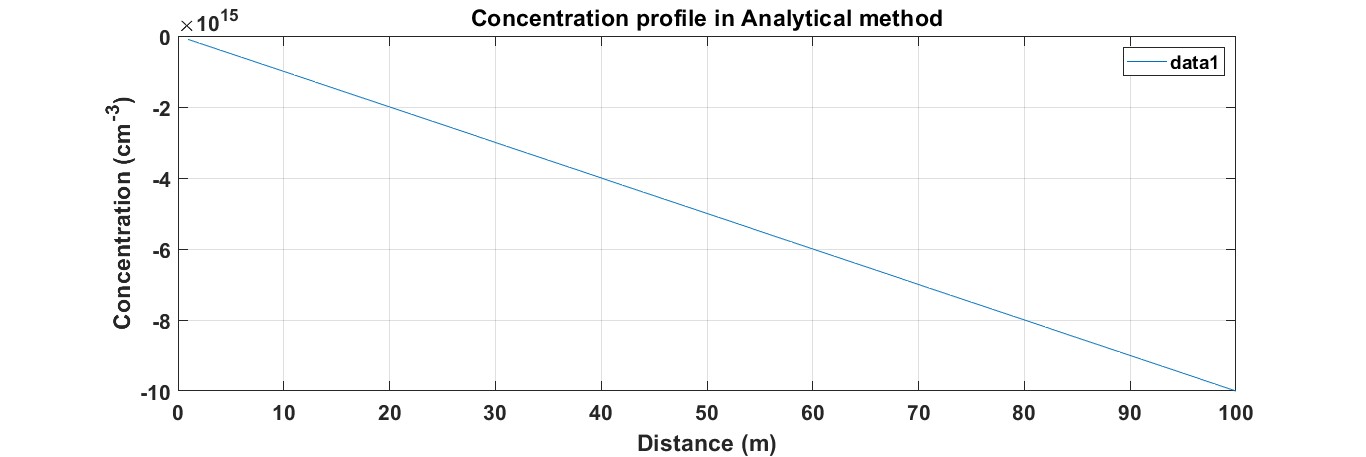 Concentration profile in Analytical method
×10^15
0
-2
-4
-6
-8
-10
Concentration (cm^-3)
data1
0 10 20 30 40 50 60 70 80 90 100
Distance (m)